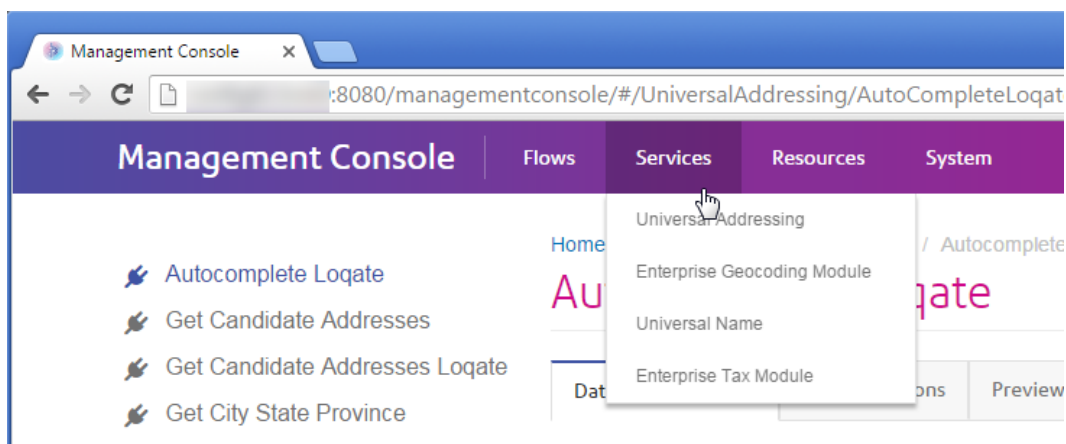 Management Console
:8080/managementconsole/#/UniversalAddressing/AutoCompleteLoqat
Management Console Flows Services Resources System
Universal Addressing
Home / Autocomplete
Enterprise Geocoding Module
Au qate
Universal Name
Enterprise Tax Module
Dat ons Preview
Autocomplete Loqate
Get Candidate Addresses
Get Candidate Addresses Loqate
Get City State Province